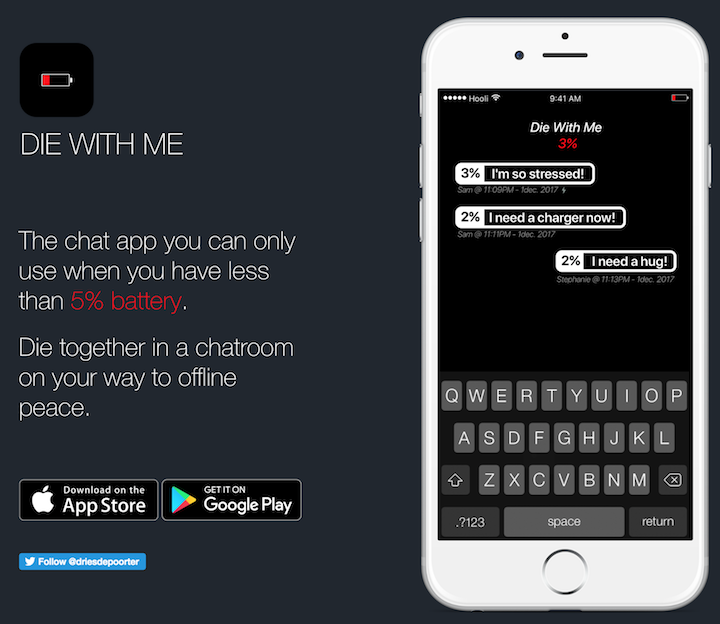 DIE WITH ME
The chat app you can only
use when you have less
than 5% battery.
Die together in a chatroom
on your way to offline
peace.
Download on the
App Store
GET IT ON
Google Play
Follow @driesdepoorter
Hooli
9:41 AM
Die With Me
3%
3% I'm so stressed!
Sam @ 11:09PM - 1dec. 2017
2% I need a charger now!
Sam @ 11:11PM - 1dec. 2017
2% I need a hug!
Stephanie @ 11:13PM - 1dec. 2017
Q W E R T Y U I O P
A S D F G H J K L
Z X C V B N M
.?123 space return